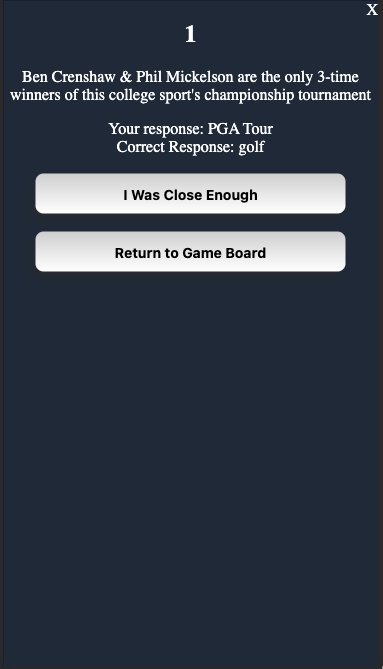 X
1
Ben Crenshaw & Phil Mickelson are the only 3-time
winners of this college sport's championship tournament
Your response: PGA Tour
Correct Response: golf
I Was Close Enough
Return to Game Board